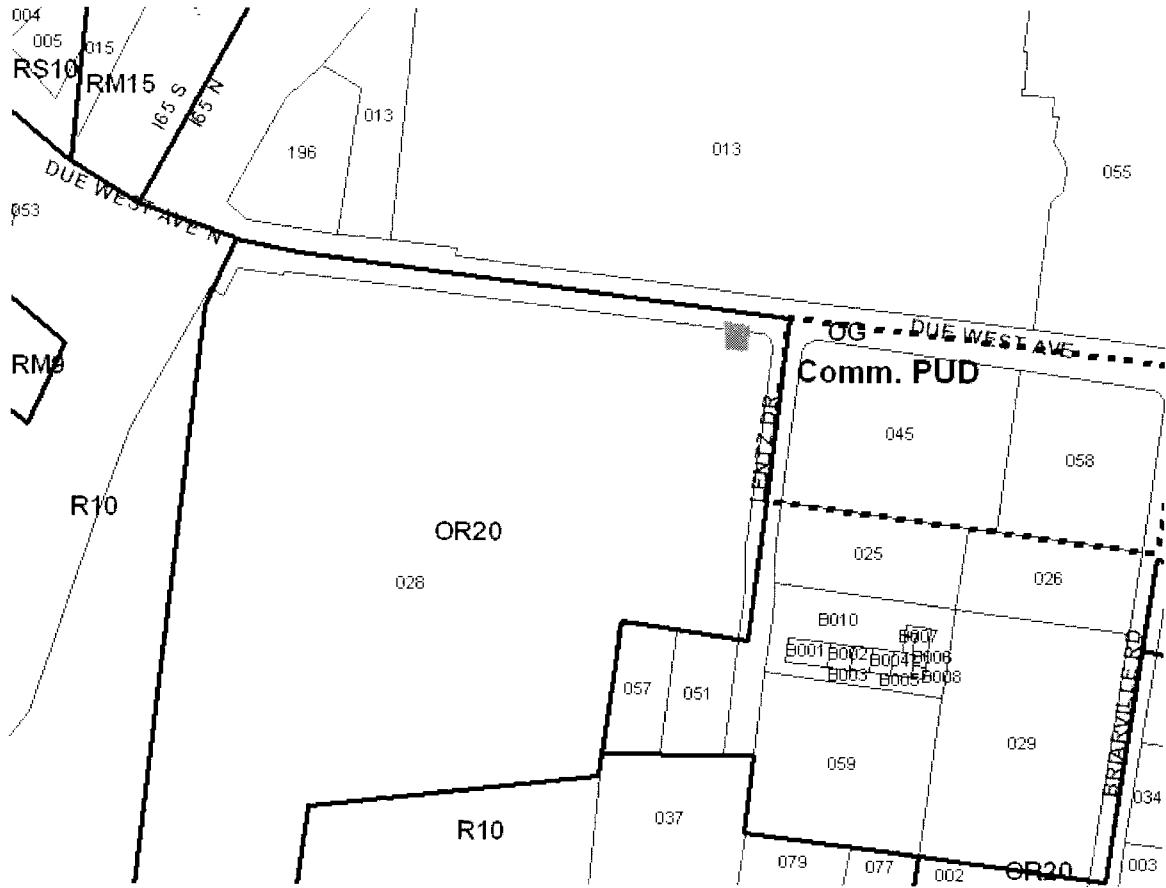 004
005
015
RS10
RM15
I65 S
I65 N
013
196
013
055
DUE WEST AVE N
053
OG
DUE WEST AVE
RM9
Comm. PUD
LENTZ DR
045
058
R10
OR20
025
026
028
B010
B007
B001
B002
B004
B006
B003
B005
B008
057
051
BRIARVILLE RD
059
029
034
037
R10
079
077
002
OR20
003